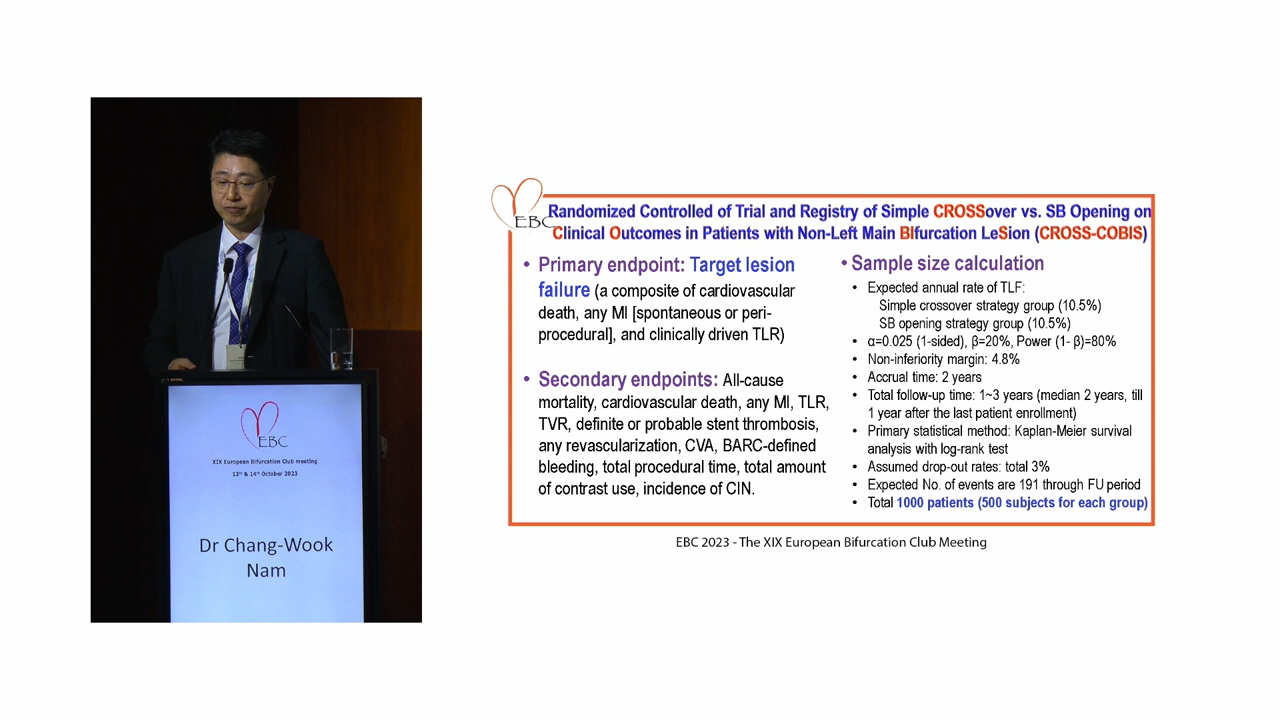 EBC
XIX European Bifurcation Club meeting
13th & 14th October 2023
Dr Chang-Wook
Nam
EBC
Randomized Controlled of Trial and Registry of Simple CROSSover vs. SB Opening on
Clinical Outcomes in Patients with Non-Left Main BIfurcation LeSion (CROSS-COBIS)
• Primary endpoint: Target lesion
failure (a composite of cardiovascular
death, any MI [spontaneous or peri-
procedural], and clinically driven TLR)
• Secondary endpoints: All-cause
mortality, cardiovascular death, any MI, TLR,
TVR, definite or probable stent thrombosis,
any revascularization, CVA, BARC-defined
bleeding, total procedural time, total amount
of contrast use, incidence of CIN.
• Sample size calculation
• Expected annual rate of TLF:
Simple crossover strategy group (10.5%)
SB opening strategy group (10.5%)
• α=0.025 (1-sided), β=20%, Power (1- β)=80%
• Non-inferiority margin: 4.8%
• Accrual time: 2 years
• Total follow-up time: 1~3 years (median 2 years, till
1 year after the last patient enrollment)
• Primary statistical method: Kaplan-Meier survival
analysis with log-rank test
• Assumed drop-out rates: total 3%
• Expected No. of events are 191 through FU period
• Total 1000 patients (500 subjects for each group)
EBC 2023 - The XIX European Bifurcation Club Meeting